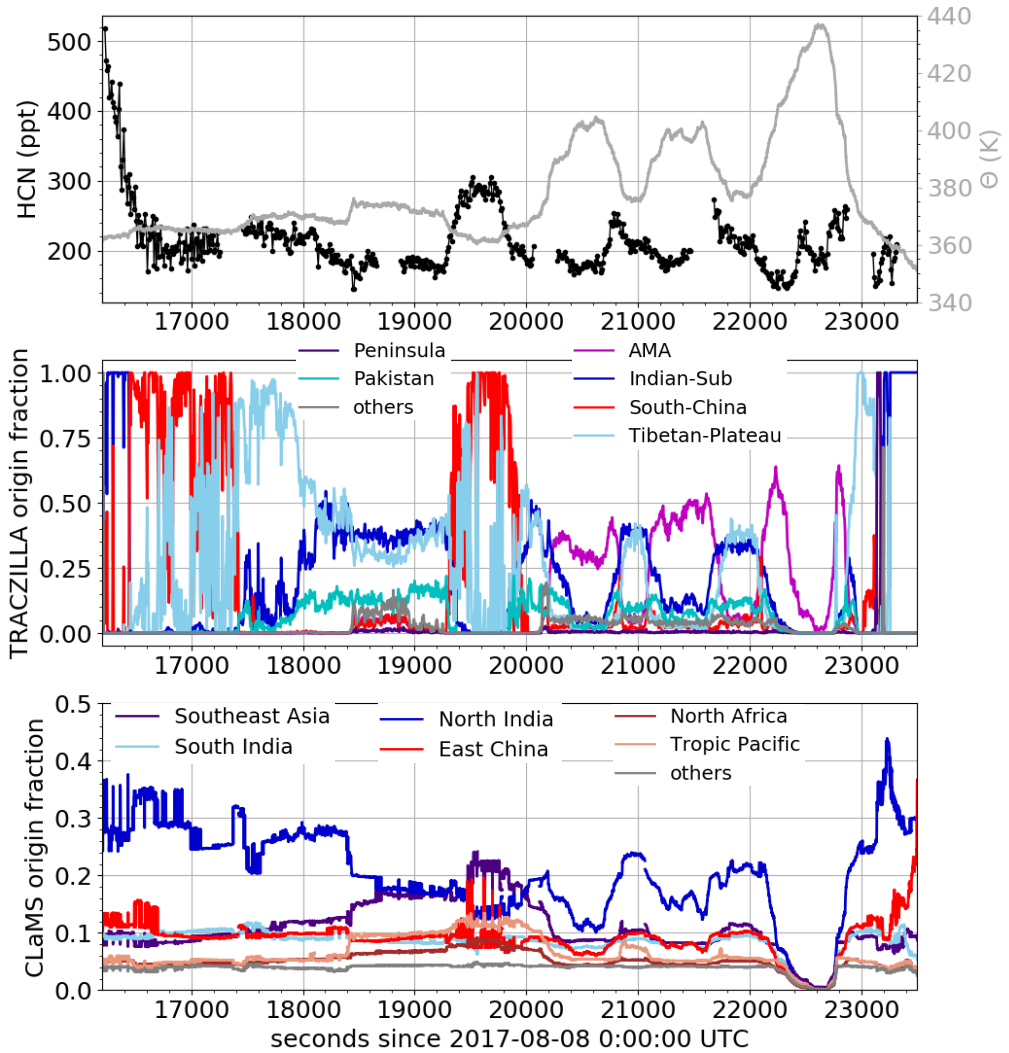 HCN (ppt)
500
400
300
200
440
420
400
380
360
340
Θ (K)
17000 18000 19000 20000 21000 22000 23000
TRACZILLA origin fraction
1.00
0.75
0.50
0.25
0.00
Peninsula
Pakistan
others
AMA
Indian-Sub
South-China
Tibetan-Plateau
17000 18000 19000 20000 21000 22000 23000
CLaMS origin fraction
0.5
0.4
0.3
0.2
0.1
0.0
Southeast Asia
South India
North India
East China
North Africa
Tropic Pacific
others
17000 18000 19000 20000 21000 22000 23000
seconds since 2017-08-08 0:00:00 UTC